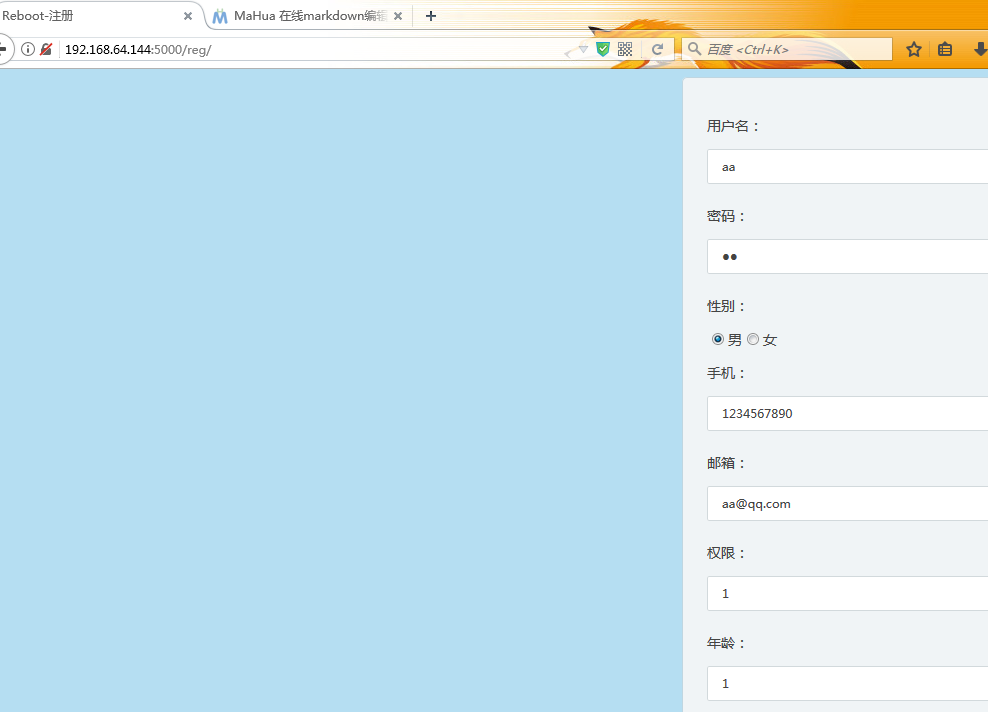 Reboot-注册
MaHua 在线markdown编辑
192.168.64.144:5000/reg/
百度 <Ctrl+K>
用户名：
aa
密码：
●●
性别：
男 女
手机：
1234567890
邮箱：
aa@qq.com
权限：
1
年龄：
1